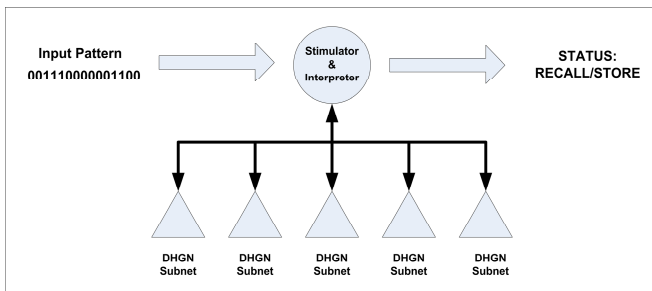 Input Pattern
001110000001100
Stimulator
&
Interpreter
STATUS:
RECALL/STORE
DHGN
Subnet
DHGN
Subnet
DHGN
Subnet
DHGN
Subnet
DHGN
Subnet